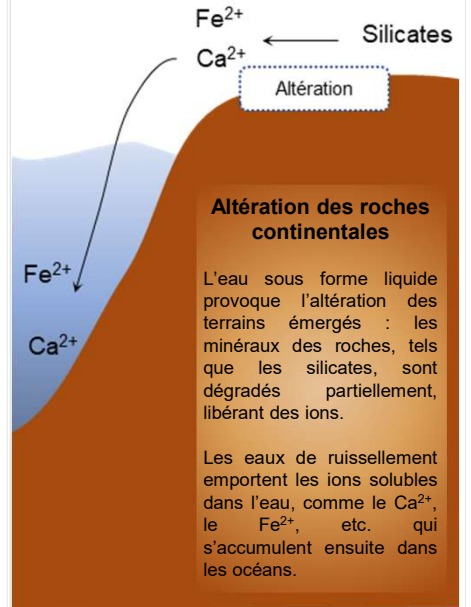 Fe²⁺
Silicates
Ca²⁺
Altération
Altération des roches
continentales
L’eau sous forme liquide
provoque l’altération des
terrains émergés : les
minéraux des roches, tels
que les silicates, sont
dégradés partiellement,
libérant des ions.
Les eaux de ruissellement
emportent les ions solubles
dans l’eau, comme le Ca²⁺,
le Fe²⁺, etc. qui
s’accumulent ensuite dans
les océans.
Fe²⁺
Ca²⁺